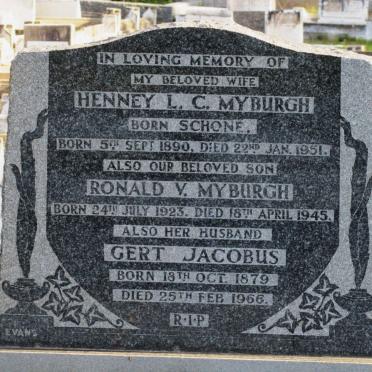 IN LOVING MEMORY OF
MY BELOVED WIFE
HENNEY L. C. MYBURGH
BORN SCHONE,
BORN 5TH SEPT 1890, DIED 22ND JAN. 1951.
ALSO OUR BELOVED SON
RONALD V. MYBURGH
BORN 24TH JULY 1923. DIED 18TH APRIL 1945.
ALSO HER HUSBAND
GERT JACOBUS
BORN 18TH OCT. 1879
DIED 25TH FEB 1966.
R·I·P
EVANS